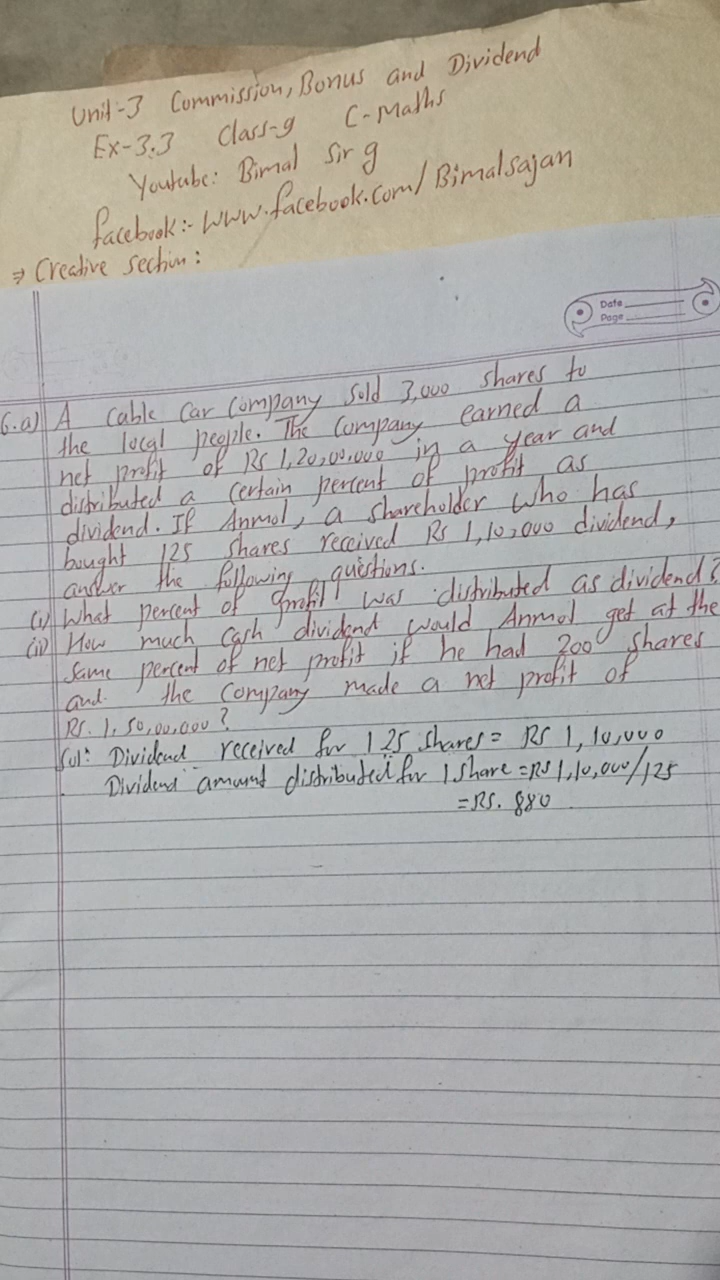 Unit-3 Commission, Bonus and Dividend
Ex-3.3 Class-9 C-Maths
Youtube: Bimal Sir g
facebook:- www.facebook.com/Bimalsajan
⇒ Creative Section:
Date
Page
6.a) A Cable Car Company Sold 3,000 shares to
the local people. The Company earned a
net profit of Rs 1,20,00,000 in a year and
distributed a certain percent of profit as
dividend. If Anmol, a shareholder who has
bought 125 shares received Rs 1,10,000 dividend,
answer the following questions.
(i) What percent of profit was distributed as dividend?
(ii) How much Cash dividend would Anmol get at the
Same percent of net profit if he had 200 shares
and the Company made a net profit of
Rs. 1,50,00,000?
Sol: Dividend received for 125 shares = Rs 1,10,000
Dividend amount distributed for 1 share = Rs 1,10,000/125
= Rs. 880